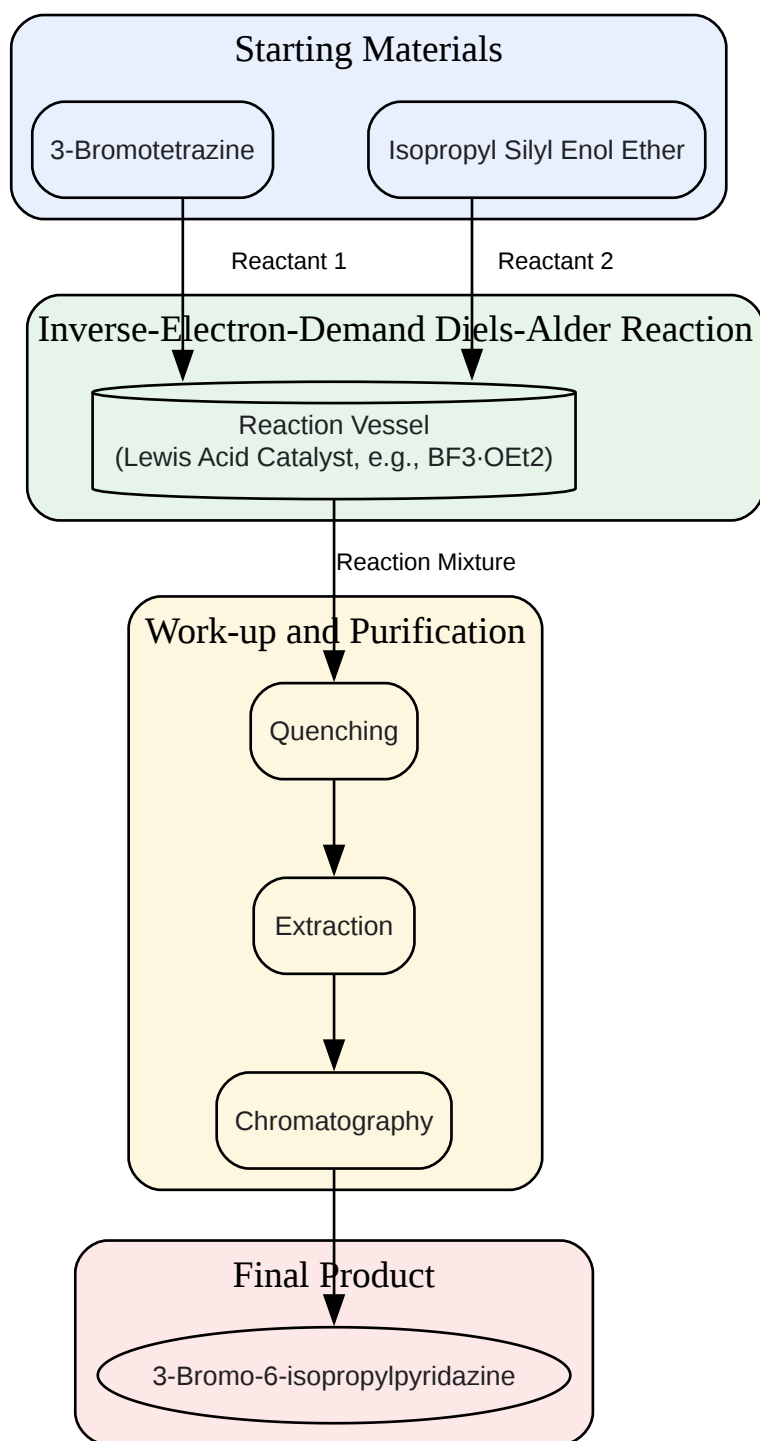 Starting Materials
3-Bromotetrazine
Isopropyl Silyl Enol Ether
Reactant 1
Reactant 2
Inverse-Electron-Demand Diels-Alder Reaction
Reaction Vessel
(Lewis Acid Catalyst, e.g., BF3·OEt2)
Reaction Mixture
Work-up and Purification
Quenching
Extraction
Chromatography
Final Product
3-Bromo-6-isopropylpyridazine